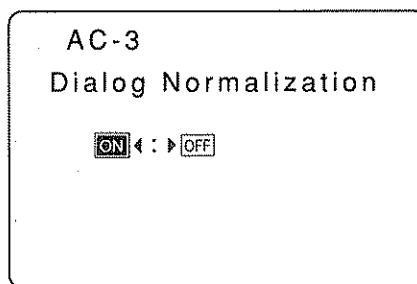 AC-3
Dialog Normalization
ON ◀ : ▶ OFF